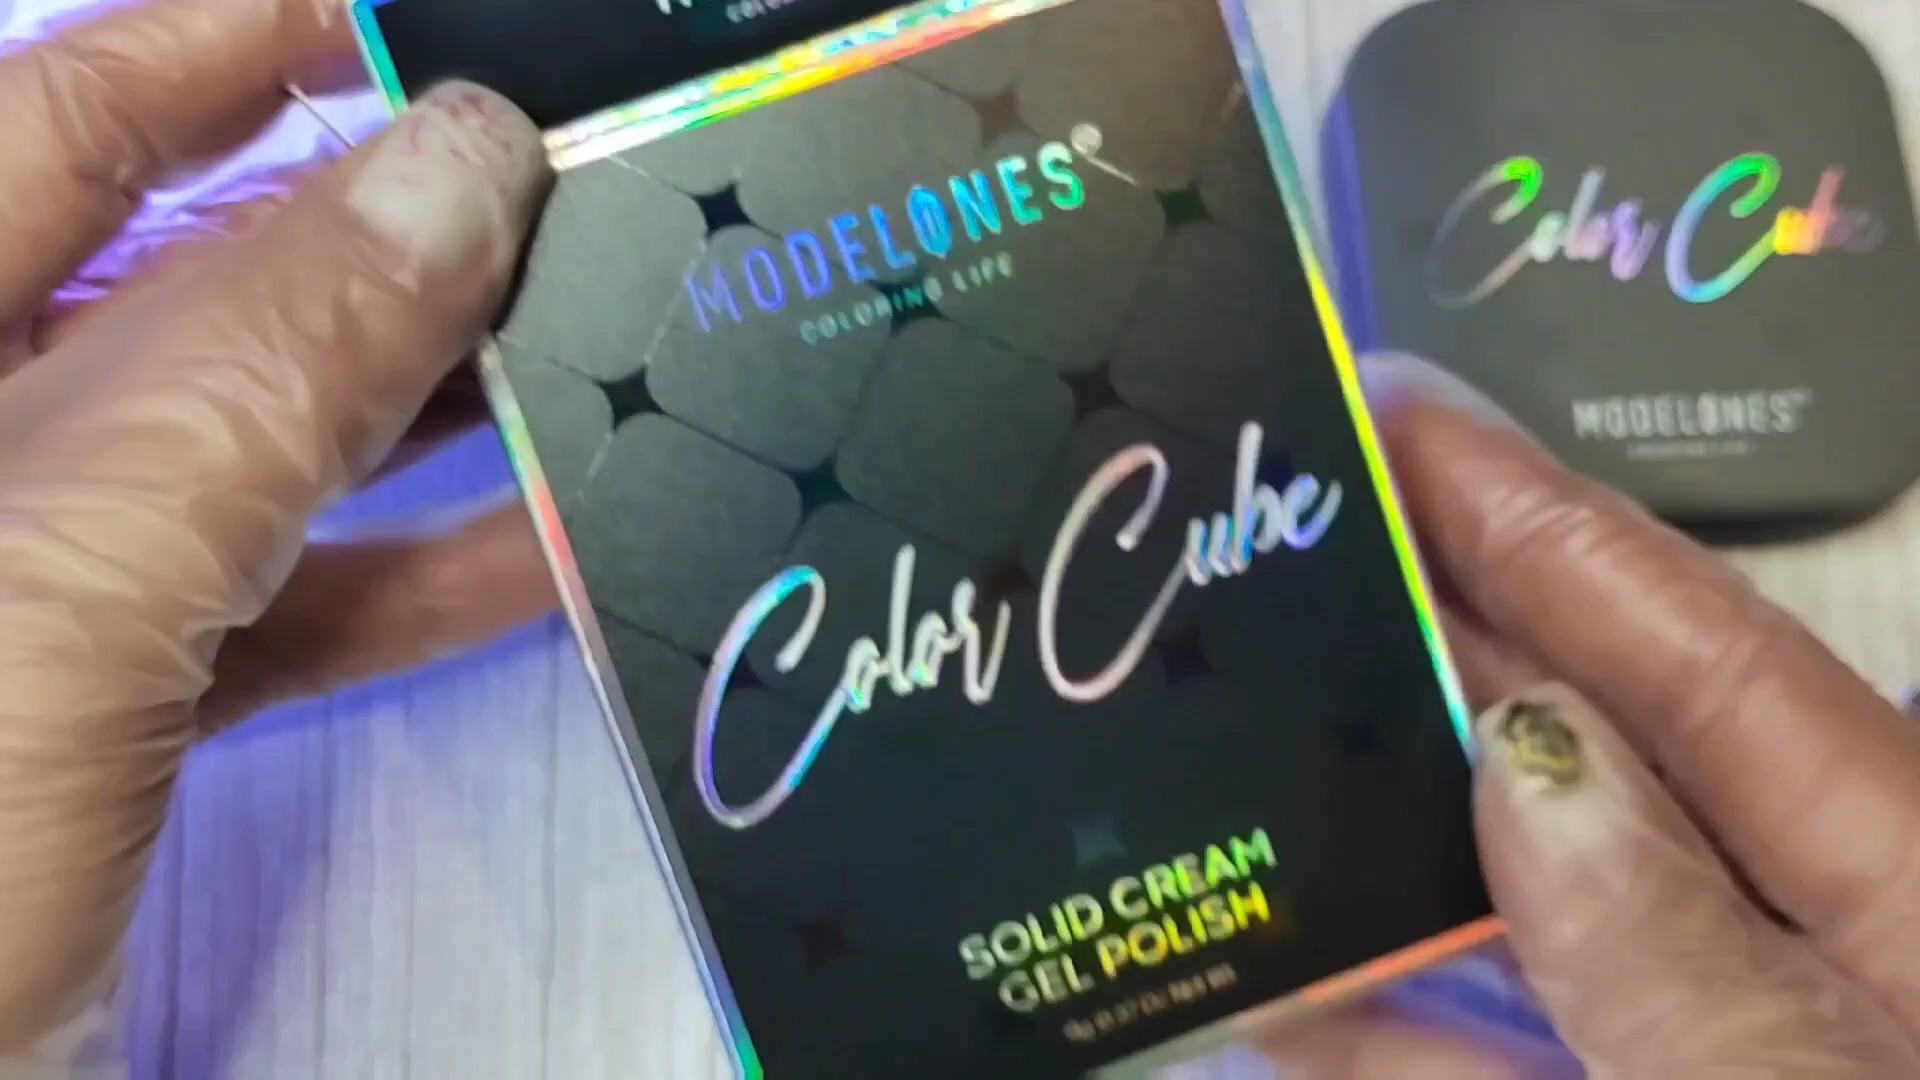 MODELONES®
COLORING LIFE
Color Cube
SOLID CREAM
GEL POLISH
Color Cube
MODELONES